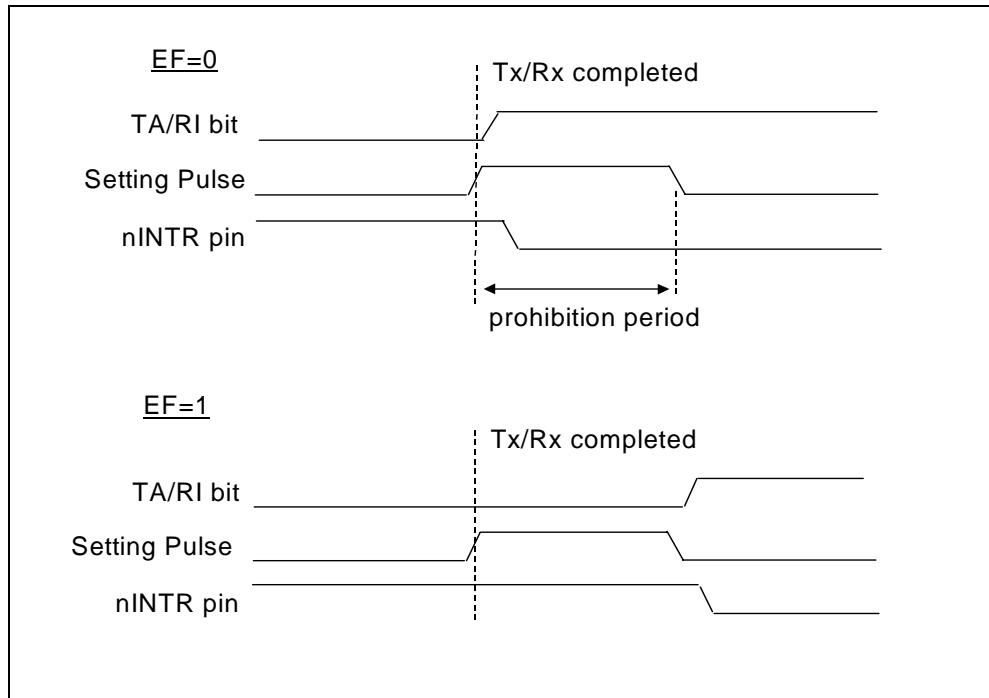 EF=0
Tx/Rx completed
TA/RI bit
Setting Pulse
nINTR pin
prohibition period
EF=1
Tx/Rx completed
TA/RI bit
Setting Pulse
nINTR pin